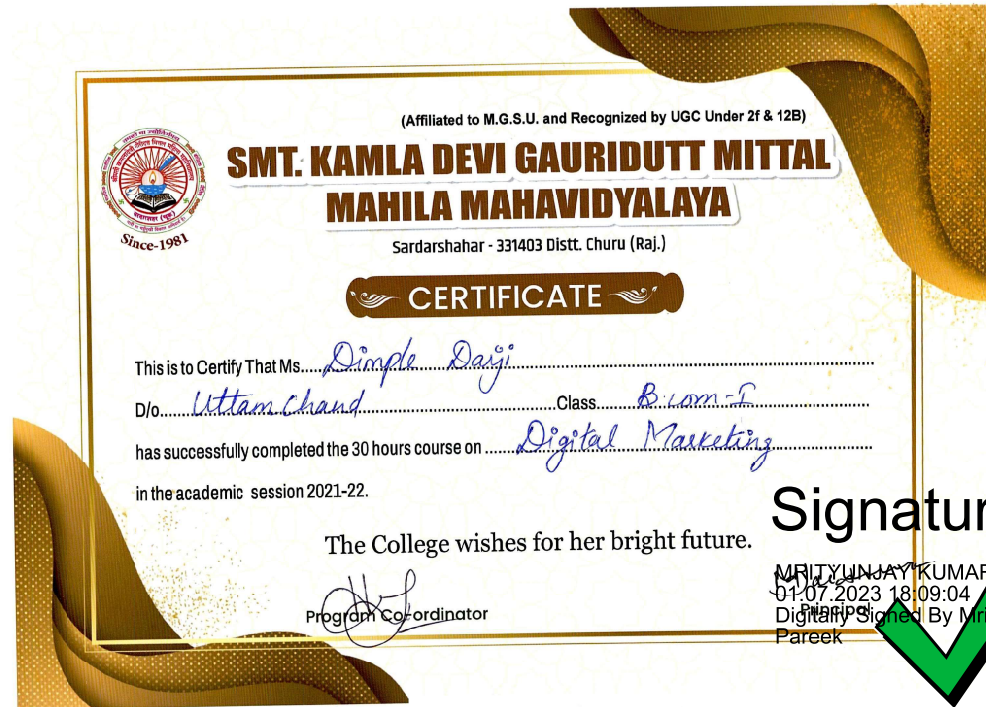 (Affiliated to M.G.S.U. and Recognized by UGC Under 2f & 12B)
SMT. KAMLA DEVI GAURIDUTT MITTAL
MAHILA MAHAVIDYALAYA
Since-1981
Sardarshahar - 331403 Distt. Churu (Raj.)
CERTIFICATE
This is to Certify That Ms. Dimple Darji
D/o. Uttam Chand Class. B.com-I
has successfully completed the 30 hours course on Digital Marketing
in the academic session 2021-22.
The College wishes for her bright future.
Program Co-ordinator
Principal
Signatur
MRITYUNJAY KUMAR
01.07.2023 18:09:04
Digitally Signed By Mri
Pareek